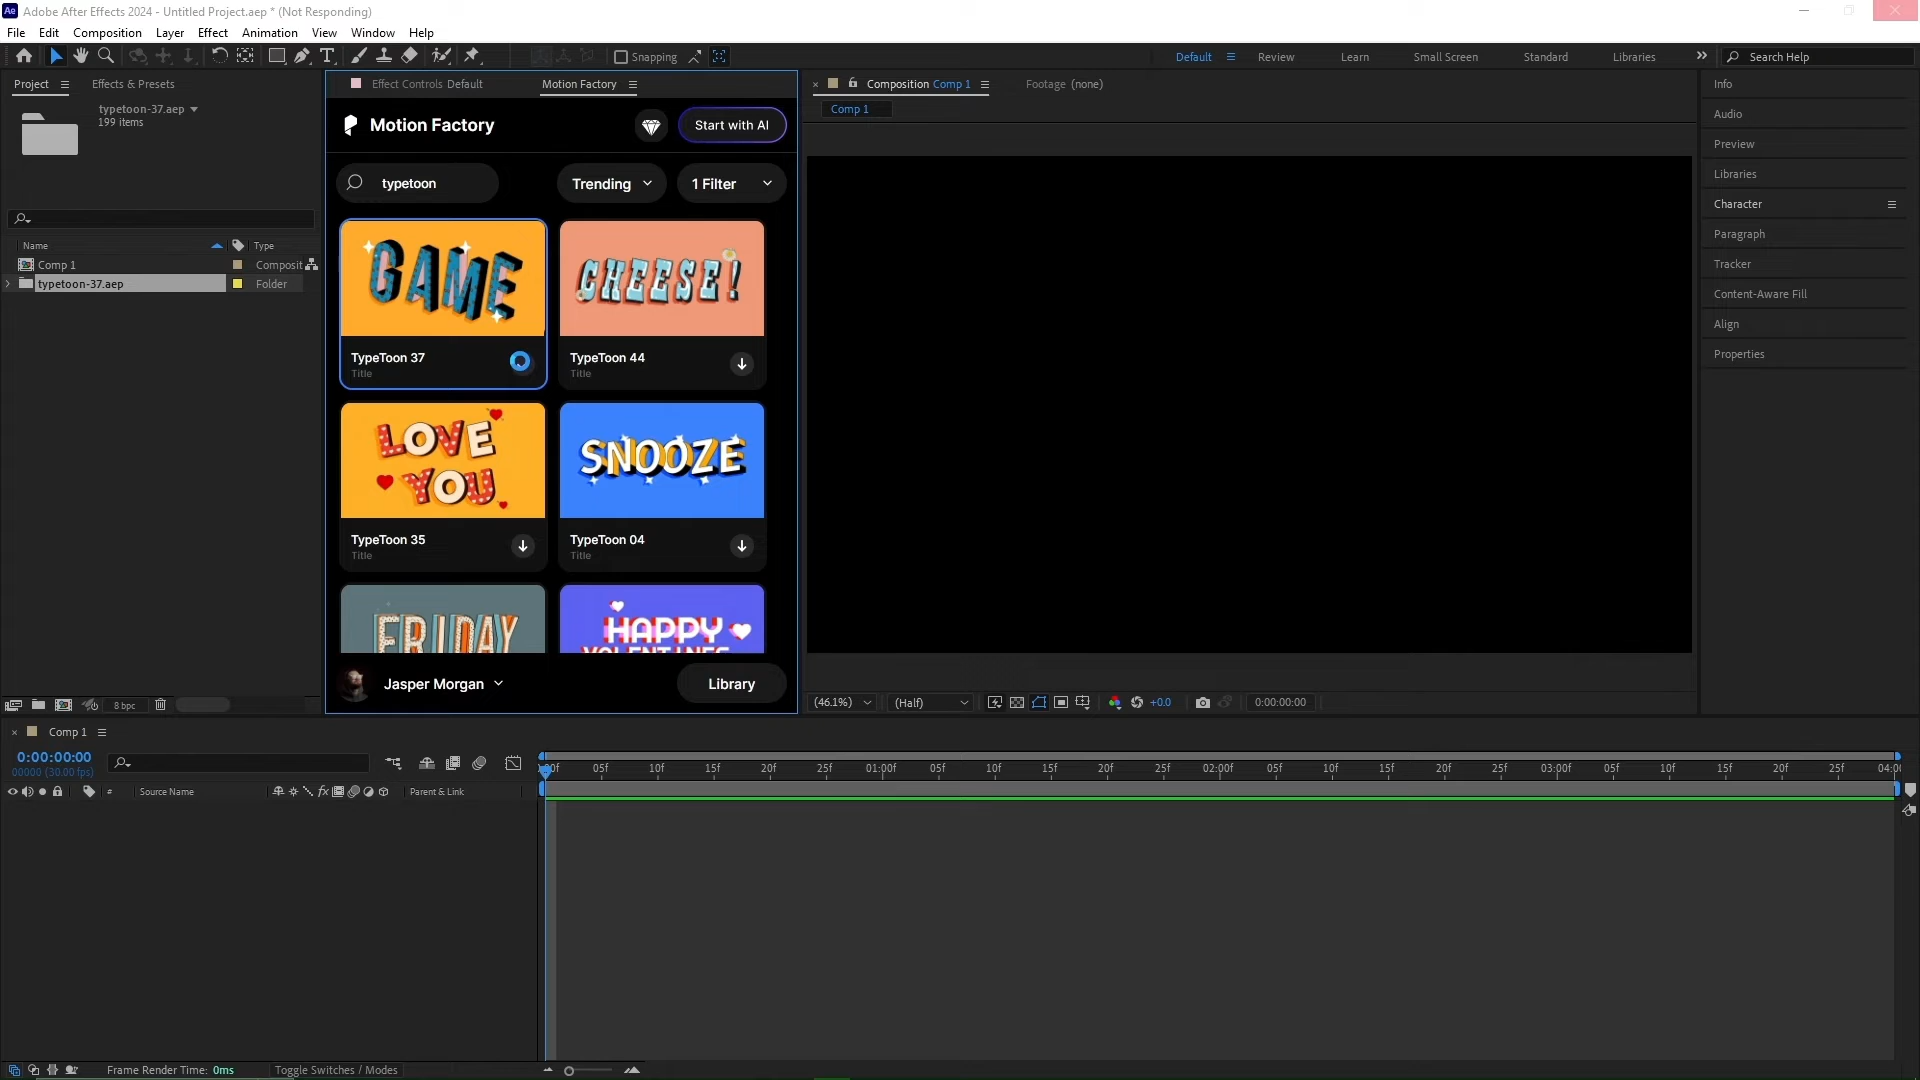 Ae Adobe After Effects 2024 - Untitled Project.aep * (Not Responding)
File Edit Composition Layer Effect Animation View Window Help
Snapping
Default Review Learn Small Screen Standard Libraries
Search Help
Project
Effects & Presets
typetoon-37.aep
199 items
Name Type
Comp 1 Composit
typetoon-37.aep Folder
8 bpc
Effect Controls Default
Motion Factory
Motion Factory
Start with AI
typetoon
Trending
1 Filter
GAME
CHEESE!
TypeToon 37
Title
TypeToon 44
Title
LOVE
YOU
SNOOZE
TypeToon 35
Title
TypeToon 04
Title
FRIDAY
HAPPY
VALENTINES
Jasper Morgan
Library
Composition Comp 1
Footage (none)
Comp 1
(46.1%)
(Half)
+0.0
0:00:00:00
Info
Audio
Preview
Libraries
Character
Paragraph
Tracker
Content-Aware Fill
Align
Properties
Comp 1
0:00:00:00
00000 (30.00 fps)
# Source Name fx Parent & Link
05f 10f 15f 20f 25f 01:00f 05f 10f 15f 20f 25f 02:00f 05f 10f 15f 20f 25f 03:00f 05f 10f 15f 20f 25f
Frame Render Time: 0ms
Toggle Switches / Modes